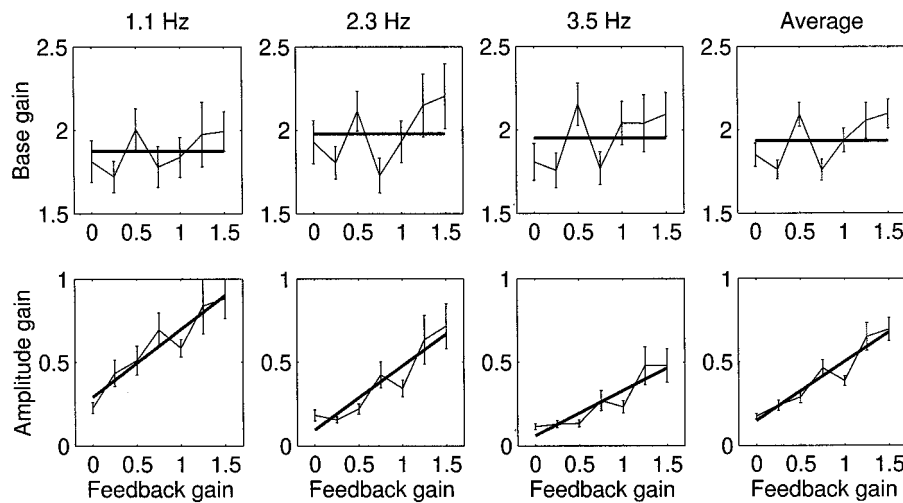 1.1 Hz 2.3 Hz 3.5 Hz Average
Base gain
2.5 2.5 2.5 2.5
2 2 2 2
1.5 1.5 1.5 1.5
0 0.5 1 1.5 0 0.5 1 1.5 0 0.5 1 1.5 0 0.5 1 1.5
Amplitude gain
1 1 1 1
0.5 0.5 0.5 0.5
0 0 0 0
0 0.5 1 1.5 0 0.5 1 1.5 0 0.5 1 1.5 0 0.5 1 1.5
Feedback gain Feedback gain Feedback gain Feedback gain